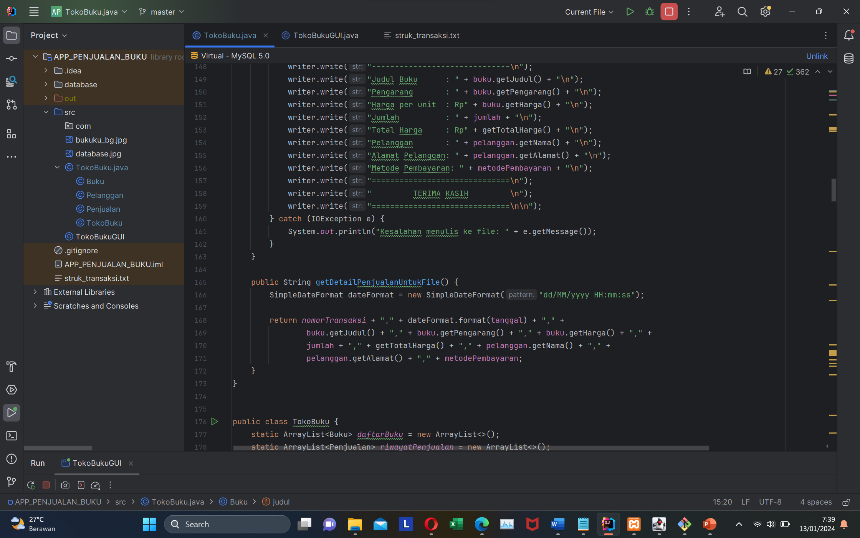 AP TokoBuku.java master Current File
Project
TokoBuku.java TokoBukuGUI.java struk_transaksi.txt
Virtual - MySQL 5.0 Unlink
APP_PENJUALAN_BUKU library ro
.idea
database
out
src
com
bukuku_bg.jpg
database.jpg
TokoBuku.java
Buku
Pelanggan
Penjualan
TokoBuku
TokoBukuGUI
.gitignore
APP_PENJUALAN_BUKU.iml
struk_transaksi.txt
External Libraries
Scratches and Consoles
27 362
148 writer.write( str: "------------------------------\n");
149 writer.write( str: "Judul Buku : " + buku.getJudul() + "\n");
150 writer.write( str: "Pengarang : " + buku.getPengarang() + "\n");
151 writer.write( str: "Harga per unit : Rp" + buku.getHarga() + "\n");
152 writer.write( str: "Jumlah : " + jumlah + "\n");
153 writer.write( str: "Total Harga : Rp" + getTotalHarga() + "\n");
154 writer.write( str: "Pelanggan : " + pelanggan.getNama() + "\n");
155 writer.write( str: "Alamat Pelanggan: " + pelanggan.getAlamat() + "\n");
156 writer.write( str: "Metode Pembayaran: " + metodePembayaran + "\n");
157 writer.write( str: "==============================\n");
158 writer.write( str: " TERIMA KASIH \n");
159 writer.write( str: "==============================\n\n");
160 } catch (IOException e) {
161 System.out.println("Kesalahan menulis ke file: " + e.getMessage());
162 }
163 }
164
165 public String getDetailPenjualanUntukFile() {
166 SimpleDateFormat dateFormat = new SimpleDateFormat( pattern: "dd/MM/yyyy HH:mm:ss");
167
168 return nomorTransaksi + "," + dateFormat.format(tanggal) + "," +
169 buku.getJudul() + "," + buku.getPengarang() + "," + buku.getHarga() + "," +
170 jumlah + "," + getTotalHarga() + "," + pelanggan.getNama() + "," +
171 pelanggan.getAlamat() + "," + metodePembayaran;
172 }
173 }
174
175
176 public class TokoBuku {
177 static ArrayList<Buku> daftarBuku = new ArrayList<>();
178 static ArrayList<Penjualan> riwayatPenjualan = new ArrayList<>();
Run TokoBukuGUI
APP_PENJUALAN_BUKU > src > TokoBuku.java > Buku > judul 15:20 LF UTF-8 4 spaces
27°C
Berawan
Search
7:39
13/01/2024